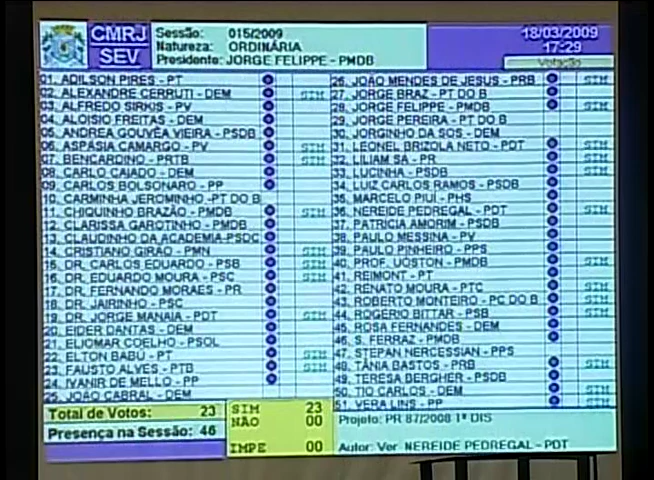 CMRJ
SEV
Sessão: 015/2009
Natureza: ORDINÁRIA
Presidente: JORGE FELIPPE - PMDB
18/03/2009
17:29
Votação
01. ADILSON PIRES - PT
02. ALEXANDRE CERRUTI - DEM SIM
03. ALFREDO SIRKIS - PV
04. ALOISIO FREITAS - DEM
05. ANDREA GOUVÊA VIEIRA - PSDB
06. ASPÁSIA CAMARGO - PV SIM
07. BENCARDINO - PRTB SIM
08. CARLO CAIADO - DEM
09. CARLOS BOLSONARO - PP
10. CARMINHA JEROMINHO -PT DO B
11. CHIQUINHO BRAZÃO - PMDB SIM
12. CLARISSA GAROTINHO - PMDB
13. CLAUDINHO DA ACADEMIA-PSDC
14. CRISTIANO GIRÃO - PMN SIM
15. DR. CARLOS EDUARDO - PSB SIM
16. DR. EDUARDO MOURA - PSC SIM
17. DR. FERNANDO MORAES - PR
18. DR. JAIRINHO - PSC
19. DR. JORGE MANAIA - PDT SIM
20. EIDER DANTAS - DEM
21. ELIOMAR COELHO - PSOL
22. ELTON BABÚ - PT SIM
23. FAUSTO ALVES - PTB SIM
24. IVANIR DE MELLO - PP
25. JOÃO CABRAL - DEM
26. JOÃO MENDES DE JESUS - PRB SIM
27. JORGE BRAZ - PT DO B
28. JORGE FELIPPE - PMDB SIM
29. JORGE PEREIRA - PT DO B
30. JORGINHO DA SOS - DEM
31. LEONEL BRIZOLA NETO - PDT SIM
32. LILIAM SÁ - PR SIM
33. LUCINHA - PSDB SIM
34. LUIZ CARLOS RAMOS - PSDB
35. MARCELO PIUÍ - PHS
36. NEREIDE PEDREGAL - PDT SIM
37. PATRÍCIA AMORIM - PSDB
38. PAULO MESSINA - PV
39. PAULO PINHEIRO - PPS
40. PROF. UÓSTON - PMDB SIM
41. REIMONT - PT
42. RENATO MOURA - PTC SIM
43. ROBERTO MONTEIRO - PC DO B SIM
44. ROGÉRIO BITTAR - PSB SIM
45. ROSA FERNANDES - DEM
46. S. FERRAZ - PMDB
47. STEPAN NERCESSIAN - PPS
48. TÂNIA BASTOS - PRB SIM
49. TERESA BERGHER - PSDB
50. TIO CARLOS - DEM SIM
51. VERA LINS - PP SIM
Total de Votos: 23
Presença na Sessão: 46
SIM 23
NÃO 00
IMPE 00
Projeto: PR 87/2008 1ª DIS
Autor: Ver. NEREIDE PEDREGAL - PDT